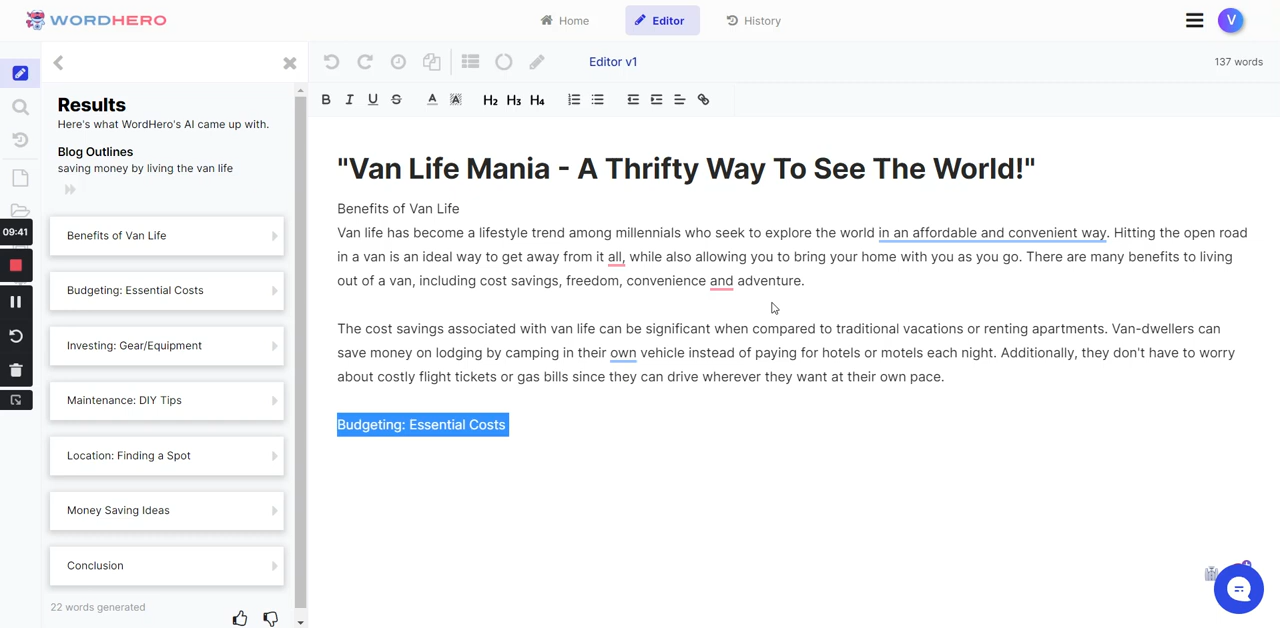 WORDHERO
Home
Editor
History
V
Editor v1
137 words
B I U S A A H2 H3 H4
Results
Here's what WordHero's AI came up with.
Blog Outlines
saving money by living the van life
Benefits of Van Life
Budgeting: Essential Costs
Investing: Gear/Equipment
Maintenance: DIY Tips
Location: Finding a Spot
Money Saving Ideas
Conclusion
22 words generated
09:41
"Van Life Mania - A Thrifty Way To See The World!"
Benefits of Van Life
Van life has become a lifestyle trend among millennials who seek to explore the world in an affordable and convenient way. Hitting the open road
in a van is an ideal way to get away from it all, while also allowing you to bring your home with you as you go. There are many benefits to living
out of a van, including cost savings, freedom, convenience and adventure.
The cost savings associated with van life can be significant when compared to traditional vacations or renting apartments. Van-dwellers can
save money on lodging by camping in their own vehicle instead of paying for hotels or motels each night. Additionally, they don't have to worry
about costly flight tickets or gas bills since they can drive wherever they want at their own pace.
Budgeting: Essential Costs